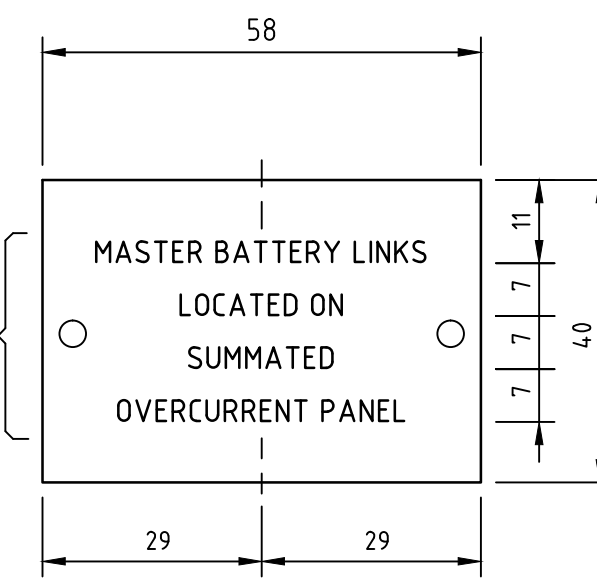 58
MASTER BATTERY LINKS
LOCATED ON
SUMMATED
OVERCURRENT PANEL
11
7
7
7
40
29
29